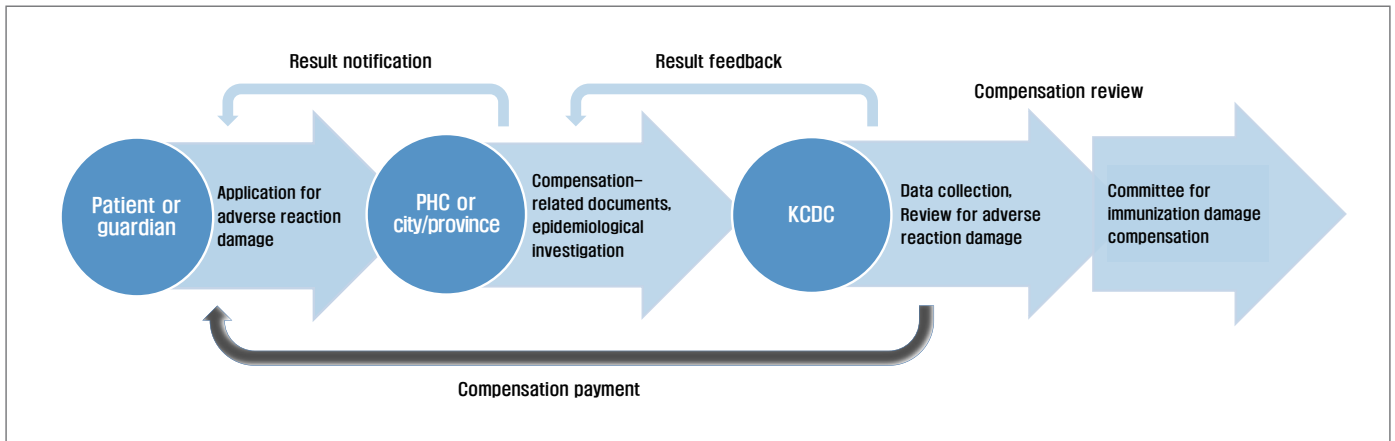 Result notification
Result feedback
Compensation review
Patient or
guardian
Application for
adverse reaction
damage
PHC or
city/province
Compensation-
related documents,
epidemiological
investigation
KCDC
Data collection,
Review for adverse
reaction damage
Committee for
immunization damage
compensation
Compensation payment